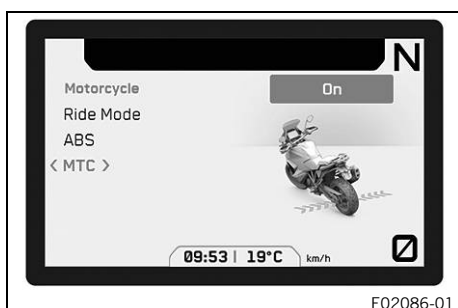 N
Motorcycle
On
Ride Mode
ABS
< MTC >
09:53 | 19°C km/h
0
F02086-01